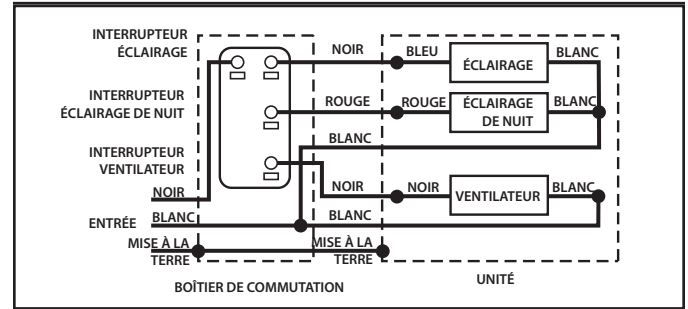 INTERRUPTEUR
ÉCLAIRAGE
NOIR
BLEU
ÉCLAIRAGE
BLANC
INTERRUPTEUR
ÉCLAIRAGE DE NUIT
ROUGE
ROUGE
ÉCLAIRAGE
DE NUIT
BLANC
BLANC
INTERRUPTEUR
VENTILATEUR
NOIR
NOIR
NOIR
VENTILATEUR
BLANC
ENTRÉE
BLANC
BLANC
MISE À LA
TERRE
MISE À LA
TERRE
BOÎTIER DE COMMUTATION
UNITÉ